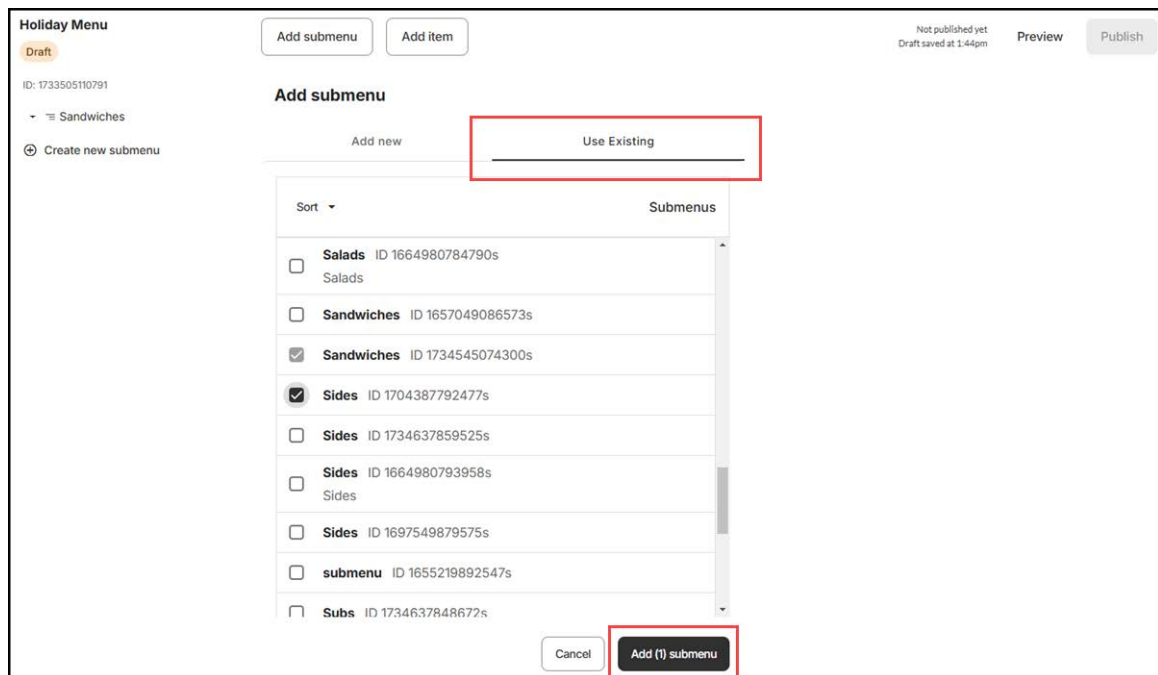 Holiday Menu
Draft
ID: 1733505110791
Sandwiches
Create new submenu
Add submenu
Add item
Not published yet
Draft saved at 1:44pm
Preview
Publish
Add submenu
Add new
Use Existing
Sort
Submenus
Salads ID 1664980784790s
Salads
Sandwiches ID 1657049086573s
Sandwiches ID 1734545074300s
Sides ID 1704387792477s
Sides ID 1734637859525s
Sides ID 1664980793958s
Sides
Sides ID 1697549879575s
submenu ID 1655219892547s
Subs ID 1734637848672s
Cancel
Add (1) submenu